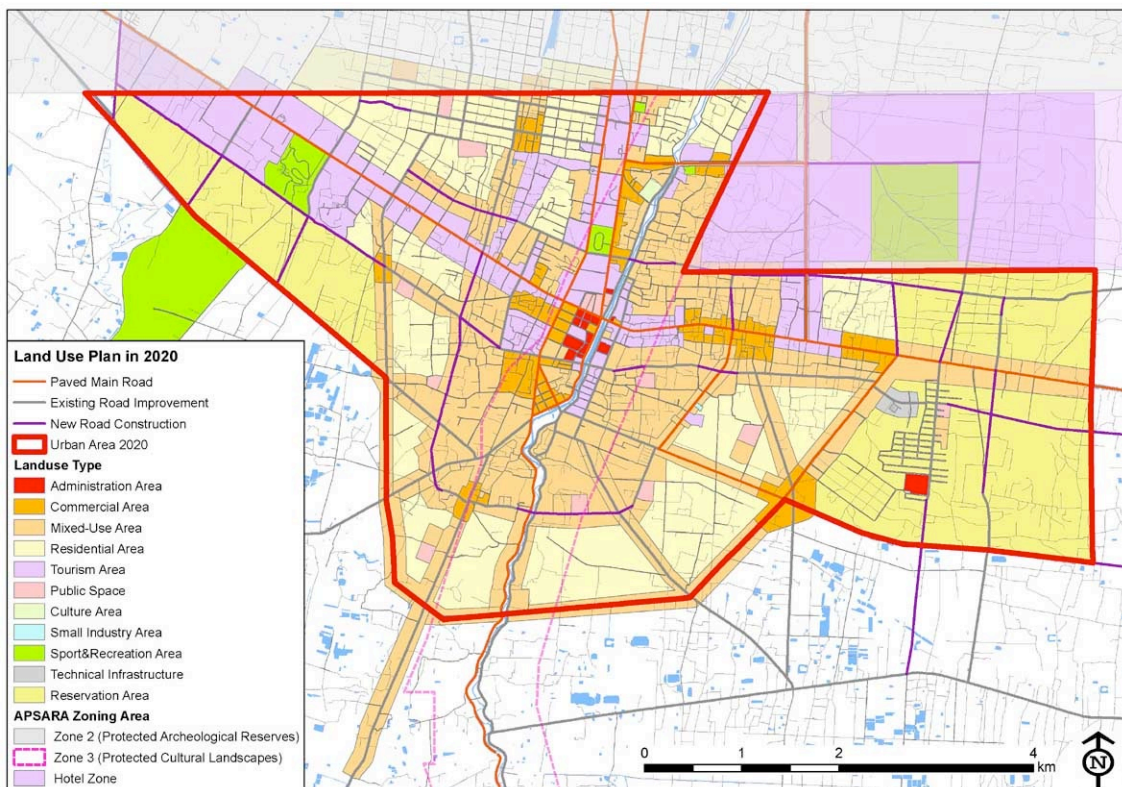 Land Use Plan in 2020
Paved Main Road
Existing Road Improvement
New Road Construction
Urban Area 2020
Landuse Type
Administration Area
Commercial Area
Mixed-Use Area
Residential Area
Tourism Area
Public Space
Culture Area
Small Industry Area
Sport&Recreation Area
Technical Infrastructure
Reservation Area
APSARA Zoning Area
Zone 2 (Protected Archeological Reserves)
Zone 3 (Protected Cultural Landscapes)
Hotel Zone
0 1 2 4
km
N